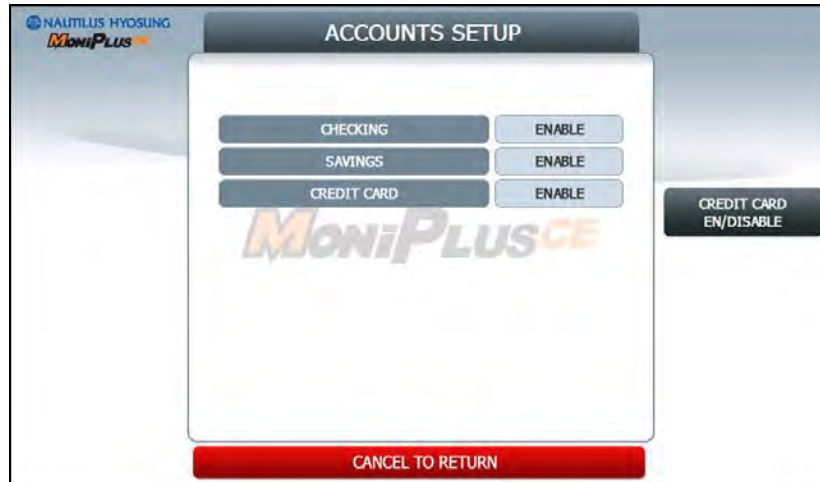 NAUTILUS HYOSUNG
MONiPLUSCE
ACCOUNTS SETUP
CHECKING ENABLE
SAVINGS ENABLE
CREDIT CARD ENABLE
CREDIT CARD
EN/DISABLE
MONiPLUSCE
CANCEL TO RETURN